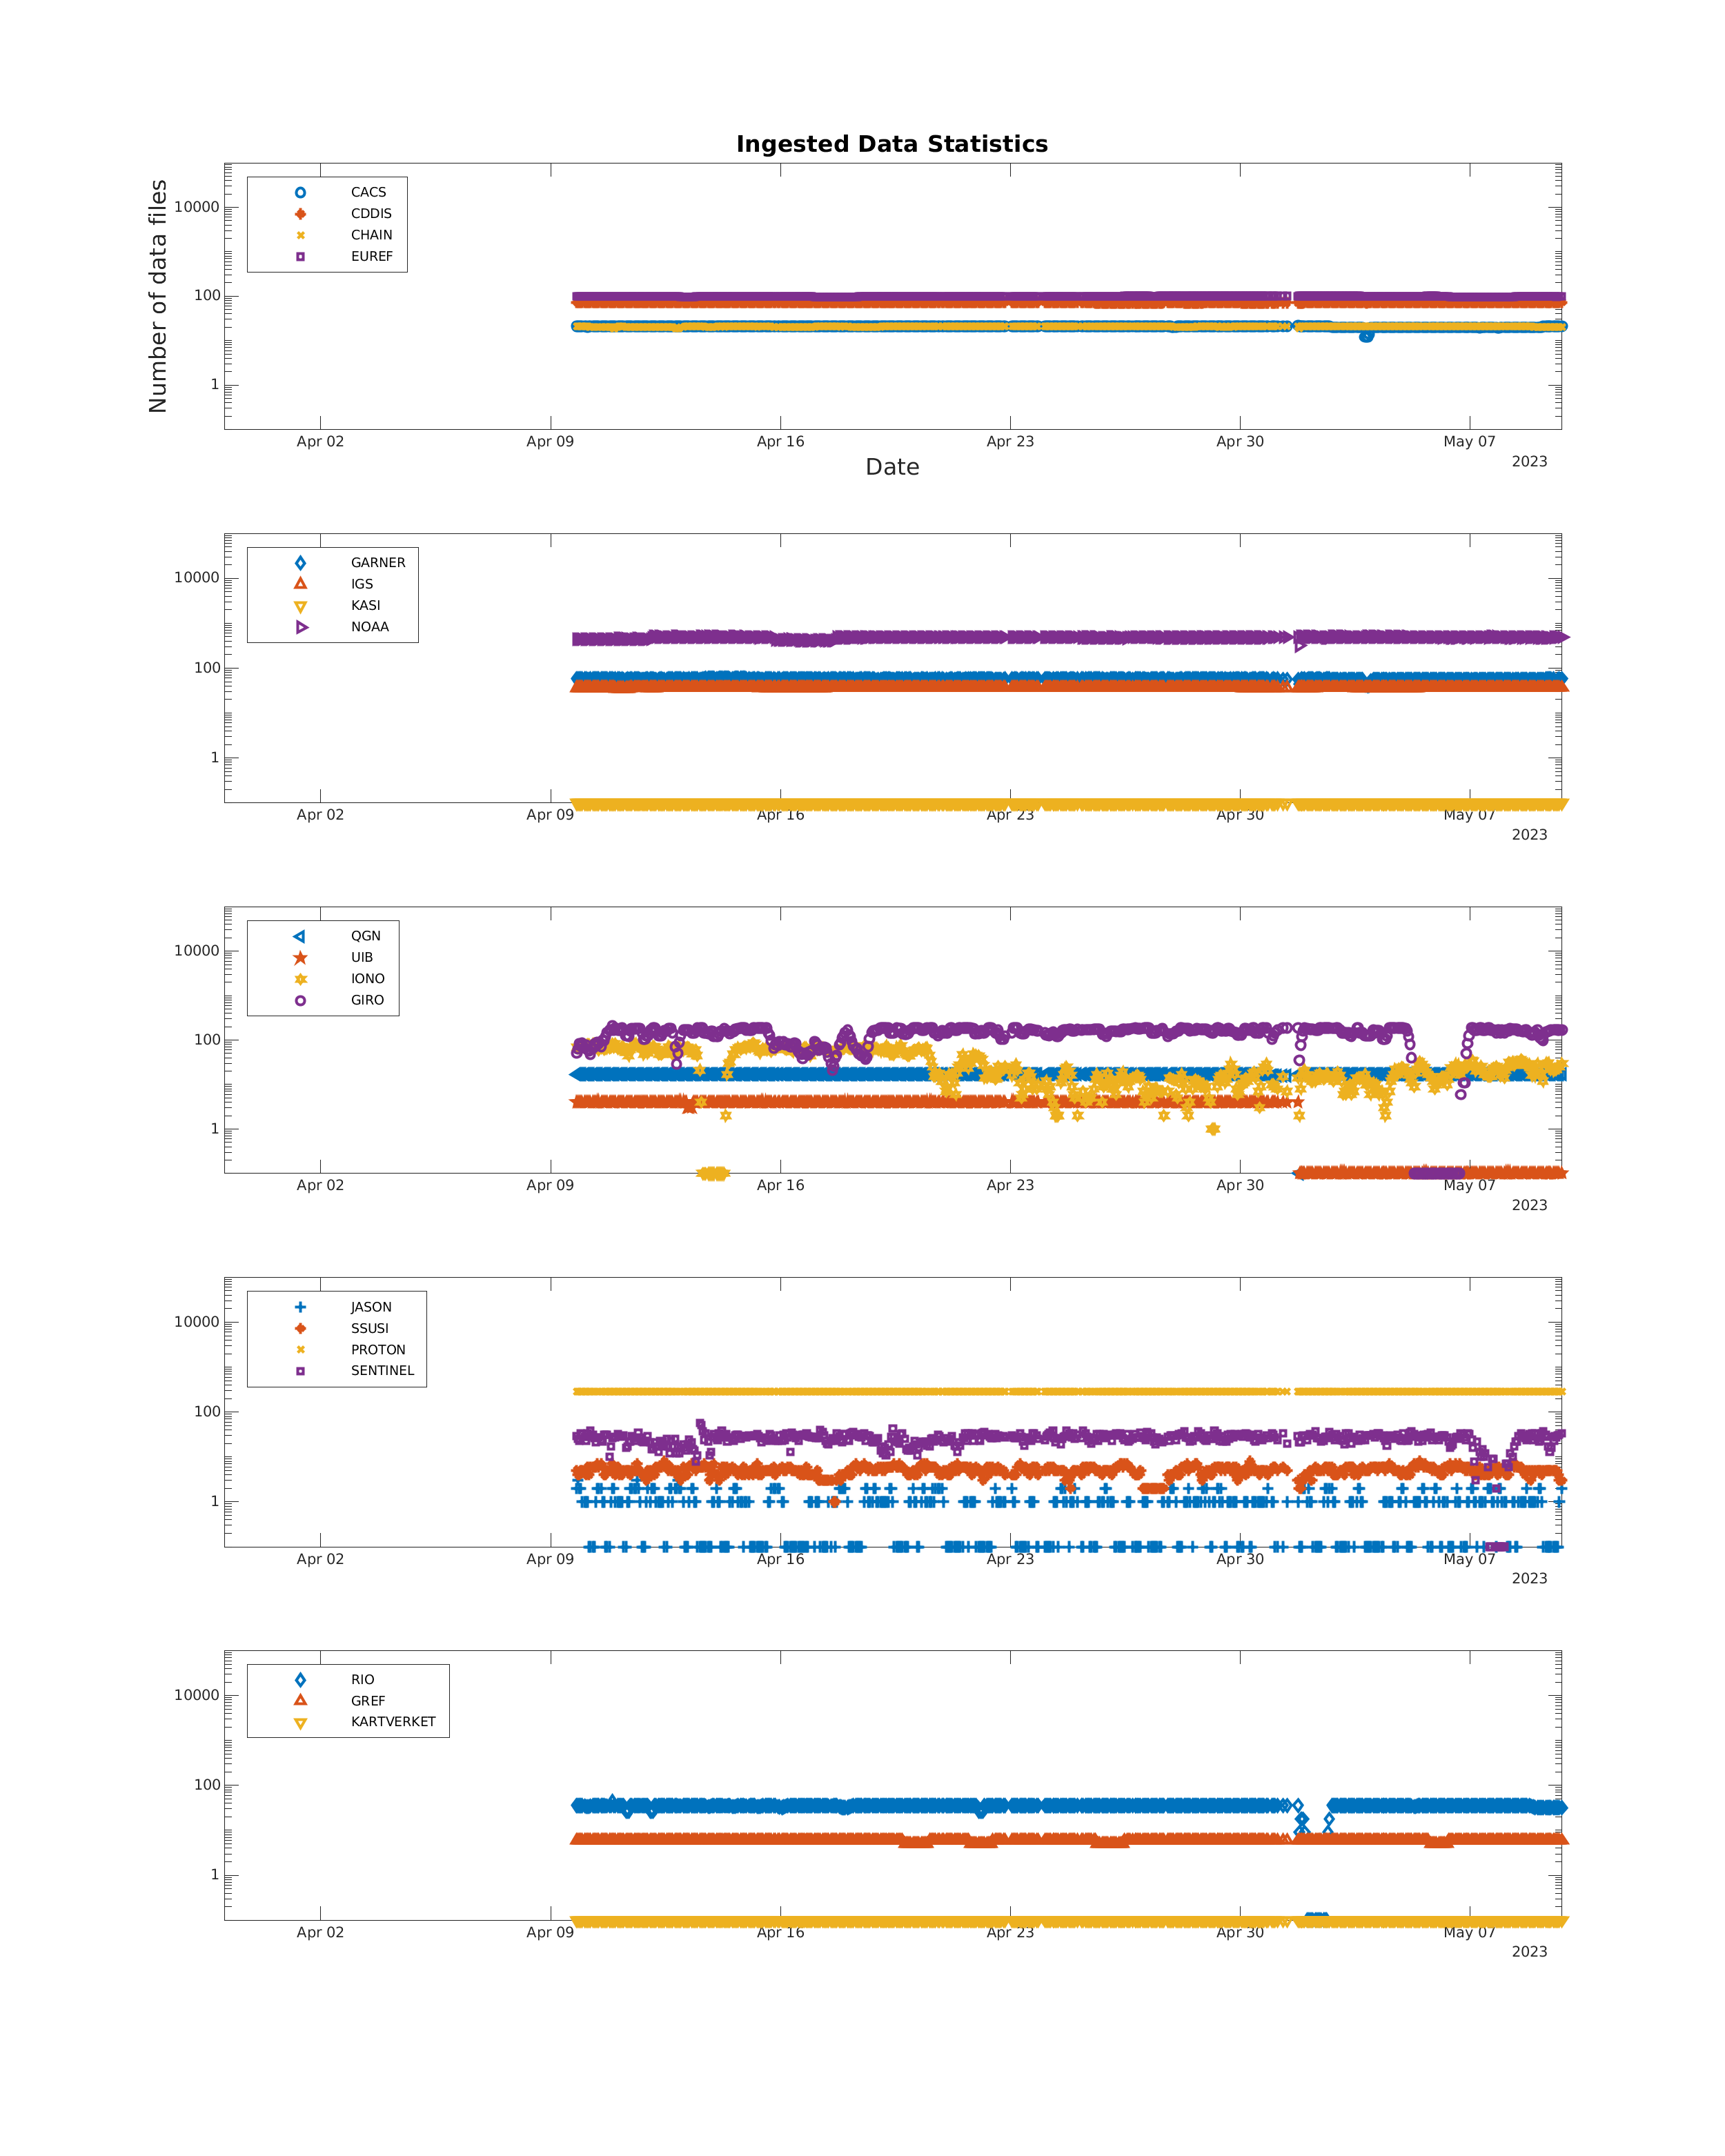 Ingested Data Statistics
Number of data files
CACS
CDDIS
CHAIN
EUREF
10000
100
1
Apr 02 Apr 09 Apr 16 Apr 23 Apr 30 May 07
2023
Date
GARNER
IGS
KASI
NOAA
10000
100
1
Apr 02 Apr 09 Apr 16 Apr 23 Apr 30 May 07
2023
QGN
UIB
IONO
GIRO
10000
100
1
Apr 02 Apr 09 Apr 16 Apr 23 Apr 30 May 07
2023
JASON
SSUSI
PROTON
SENTINEL
10000
100
1
Apr 02 Apr 09 Apr 16 Apr 23 Apr 30 May 07
2023
RIO
GREF
KARTVERKET
10000
100
1
Apr 02 Apr 09 Apr 16 Apr 23 Apr 30 May 07
2023